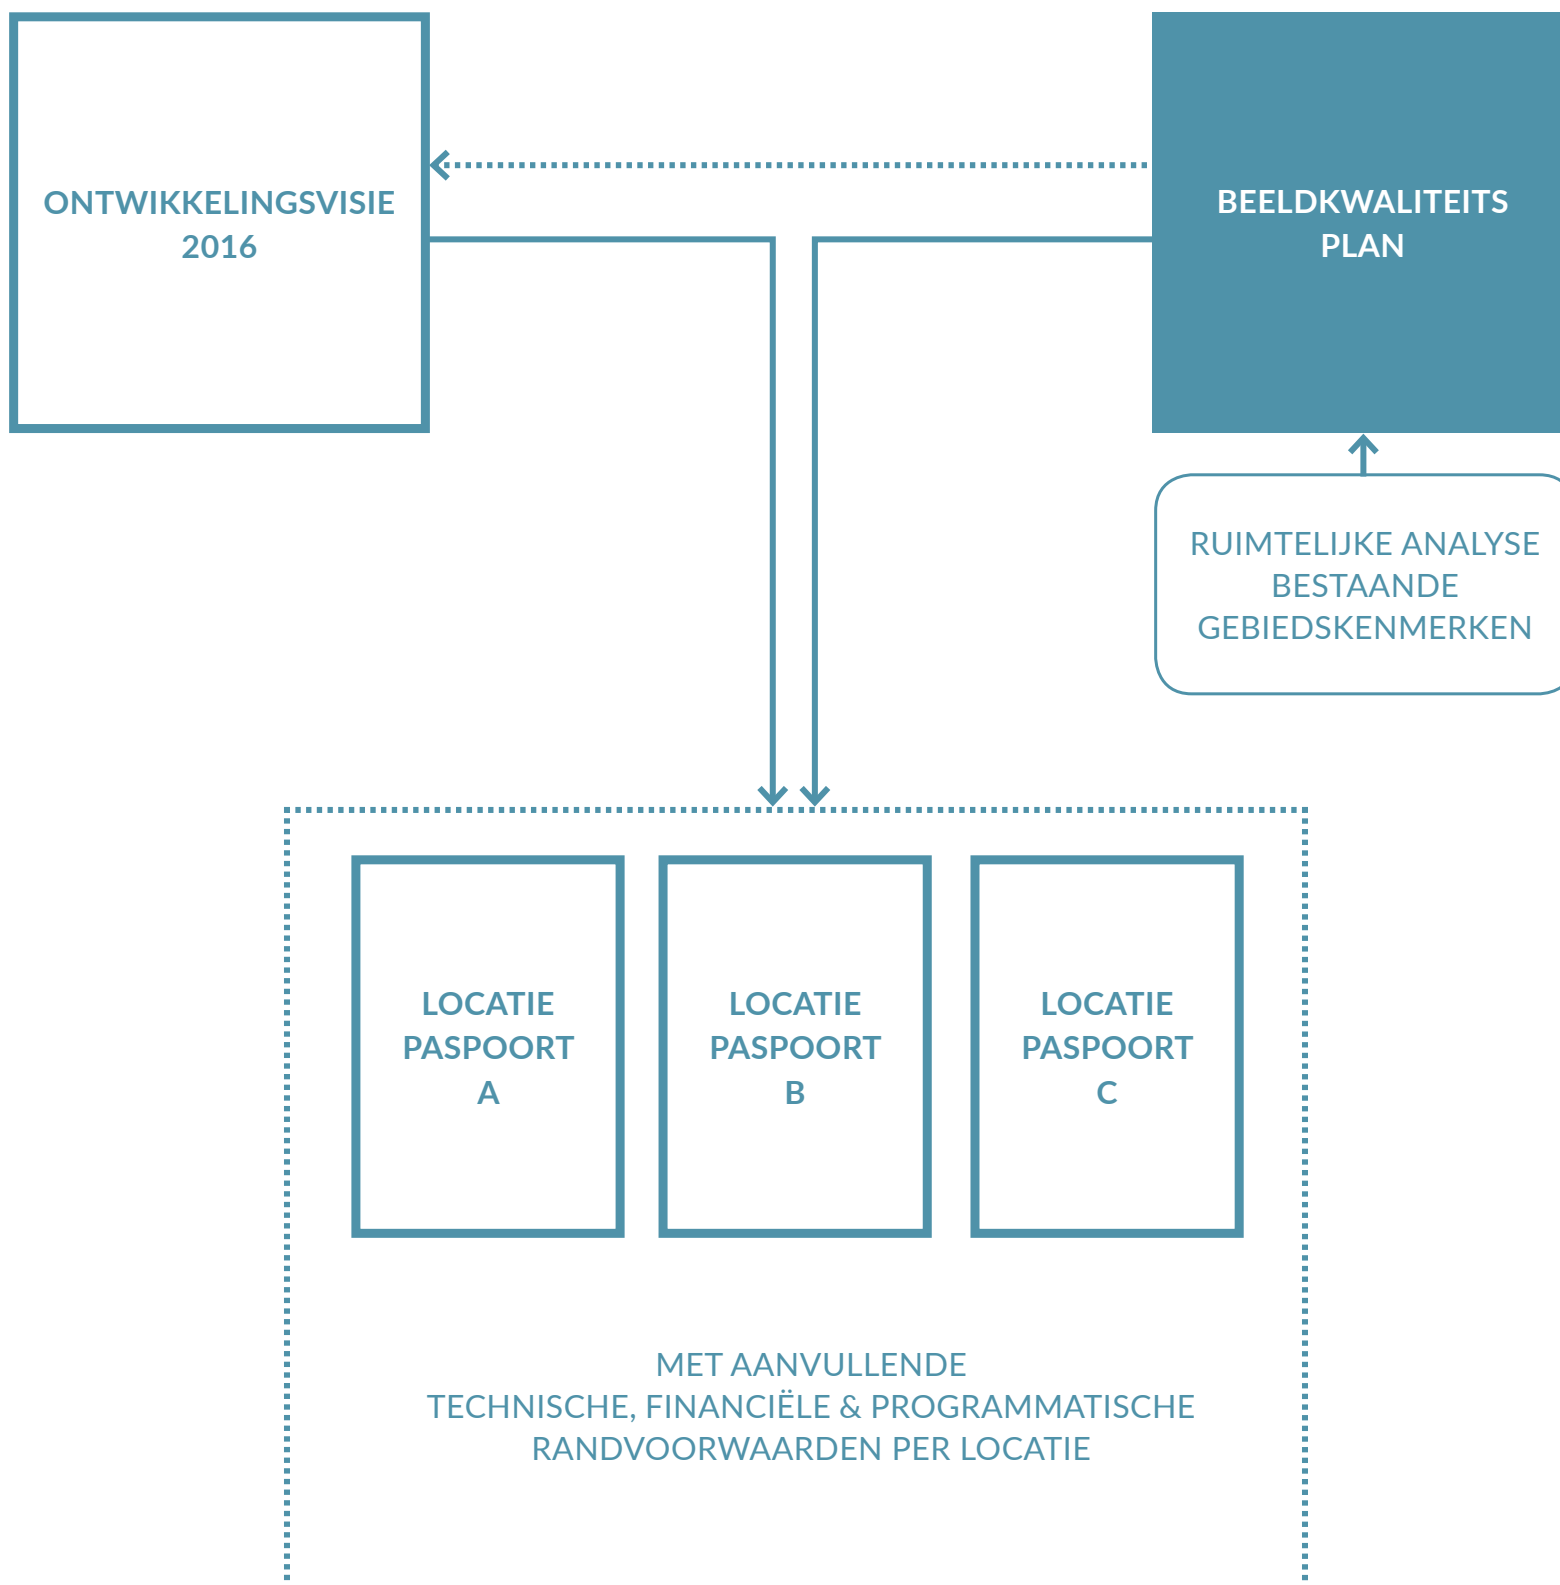 ONTWIKKELINGSVISIE
2016
BEELDKWALITEITS
PLAN
RUIMTELIJKE ANALYSE
BESTAANDE
GEBIEDSKENMERKEN
LOCATIE
PASPOORT
A
LOCATIE
PASPOORT
B
LOCATIE
PASPOORT
C
MET AANVULLENDE
TECHNISCHE, FINANCIËLE & PROGRAMMATISCHE
RANDVOORWAARDEN PER LOCATIE